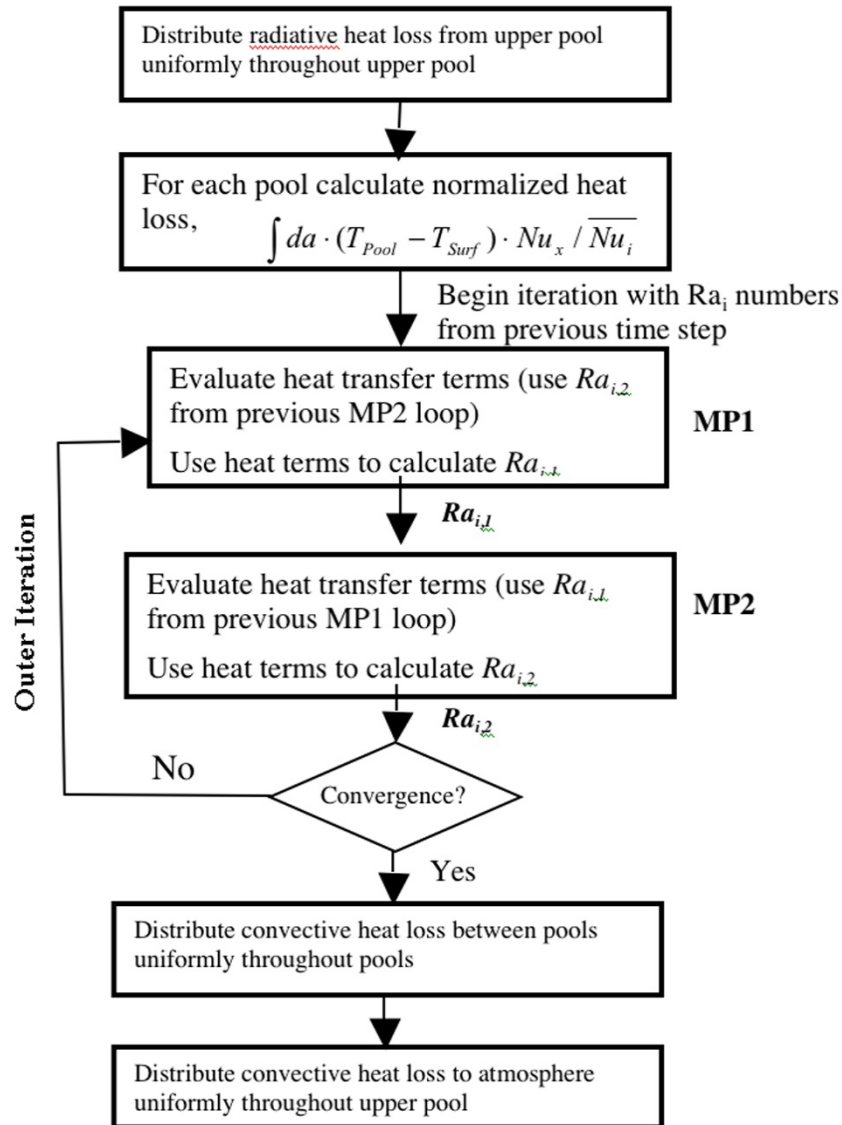 Distribute radiative heat loss from upper pool
uniformly throughout upper pool
For each pool calculate normalized heat
loss, ∫ da · (T_Pool − T_Surf) · Nu_x / \overline{Nu_i}
Begin iteration with Ra_i numbers
from previous time step
Evaluate heat transfer terms (use Ra_i,2
from previous MP2 loop)
Use heat terms to calculate Ra_i,1
MP1
Ra_i,1
Evaluate heat transfer terms (use Ra_i,1
from previous MP1 loop)
Use heat terms to calculate Ra_i,2
MP2
Ra_i,2
Outer Iteration
No
Convergence?
Yes
Distribute convective heat loss between pools
uniformly throughout pools
Distribute convective heat loss to atmosphere
uniformly throughout upper pool